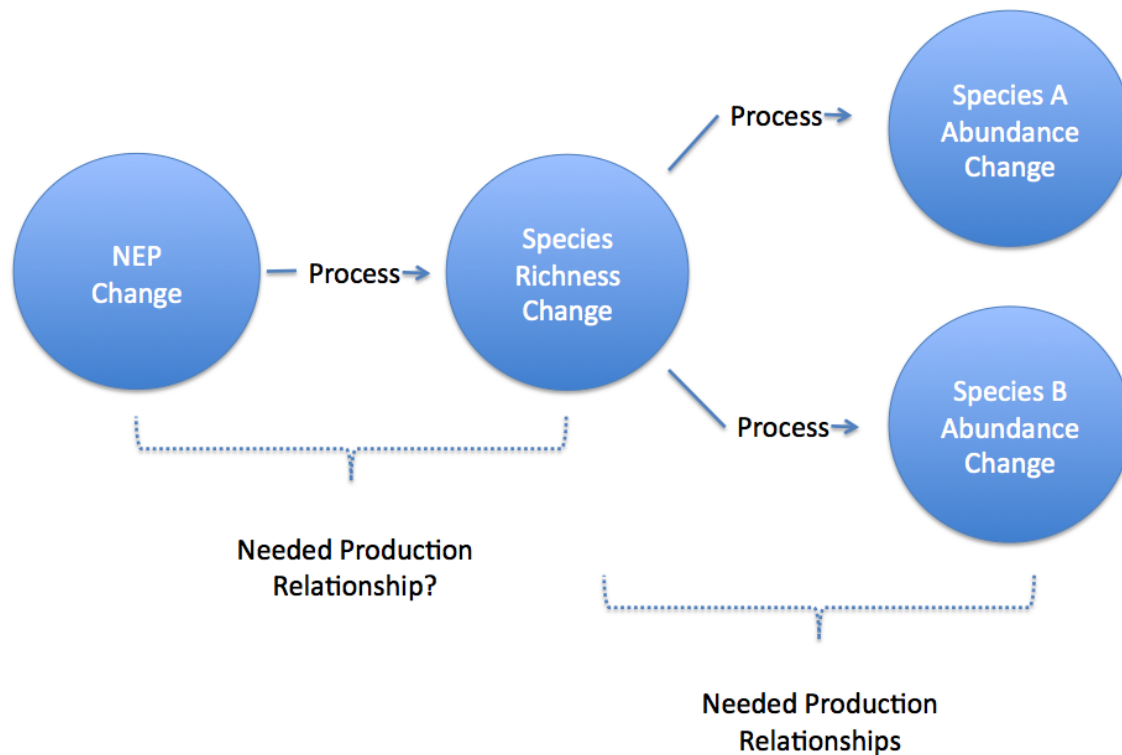 NEP
Change
Process
Species
Richness
Change
Process
Species A
Abundance
Change
Process
Species B
Abundance
Change
Needed Production
Relationship?
Needed Production
Relationships